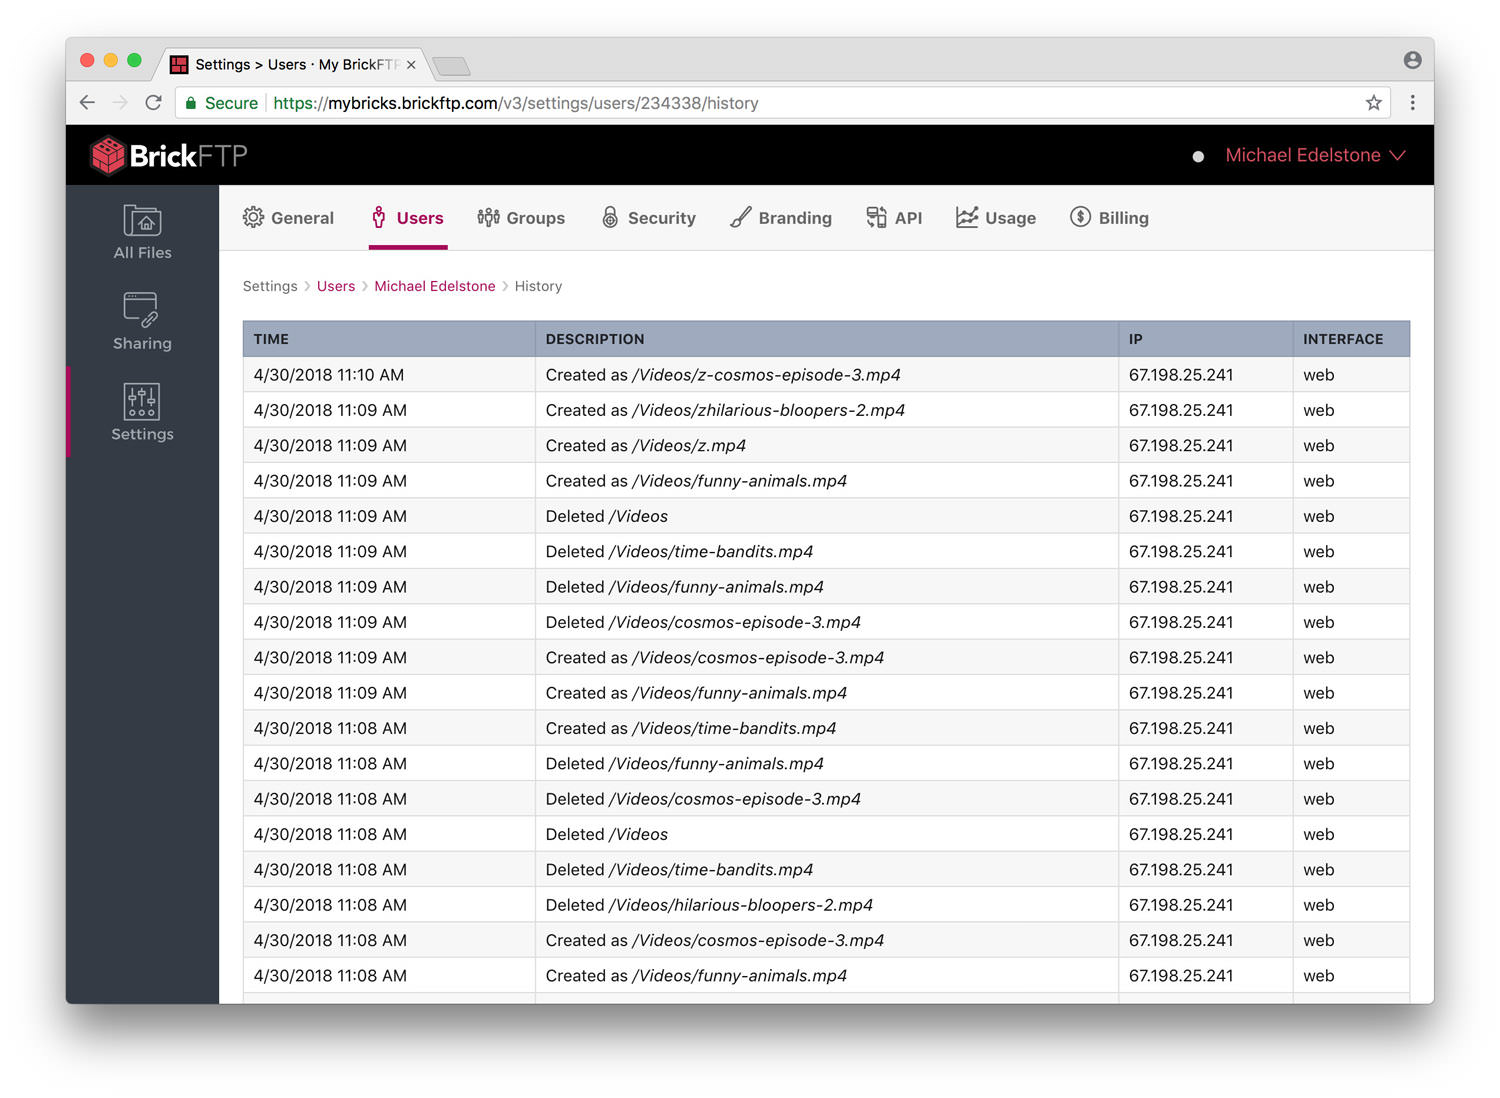 Settings > Users · My BrickFTP
Secure https://mybricks.brickftp.com/v3/settings/users/234338/history
BrickFTP Michael Edelstone
All Files
Sharing
Settings
General Users Groups Security Branding API Usage Billing
Settings > Users > Michael Edelstone > History
TIME DESCRIPTION IP INTERFACE
4/30/2018 11:10 AM Created as /Videos/z-cosmos-episode-3.mp4 67.198.25.241 web
4/30/2018 11:09 AM Created as /Videos/zhilarious-bloopers-2.mp4 67.198.25.241 web
4/30/2018 11:09 AM Created as /Videos/z.mp4 67.198.25.241 web
4/30/2018 11:09 AM Created as /Videos/funny-animals.mp4 67.198.25.241 web
4/30/2018 11:09 AM Deleted /Videos 67.198.25.241 web
4/30/2018 11:09 AM Deleted /Videos/time-bandits.mp4 67.198.25.241 web
4/30/2018 11:09 AM Deleted /Videos/funny-animals.mp4 67.198.25.241 web
4/30/2018 11:09 AM Deleted /Videos/cosmos-episode-3.mp4 67.198.25.241 web
4/30/2018 11:09 AM Created as /Videos/cosmos-episode-3.mp4 67.198.25.241 web
4/30/2018 11:09 AM Created as /Videos/funny-animals.mp4 67.198.25.241 web
4/30/2018 11:08 AM Created as /Videos/time-bandits.mp4 67.198.25.241 web
4/30/2018 11:08 AM Deleted /Videos/funny-animals.mp4 67.198.25.241 web
4/30/2018 11:08 AM Deleted /Videos/cosmos-episode-3.mp4 67.198.25.241 web
4/30/2018 11:08 AM Deleted /Videos 67.198.25.241 web
4/30/2018 11:08 AM Deleted /Videos/time-bandits.mp4 67.198.25.241 web
4/30/2018 11:08 AM Deleted /Videos/hilarious-bloopers-2.mp4 67.198.25.241 web
4/30/2018 11:08 AM Created as /Videos/cosmos-episode-3.mp4 67.198.25.241 web
4/30/2018 11:08 AM Created as /Videos/funny-animals.mp4 67.198.25.241 web